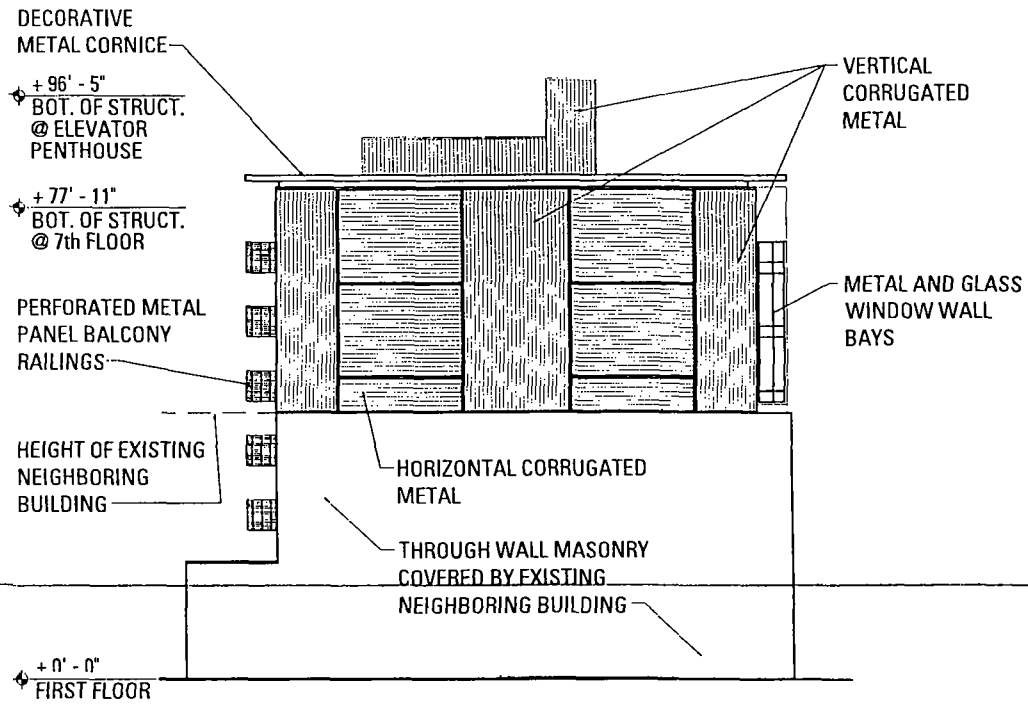 DECORATIVE
METAL CORNICE
+ 96' - 5"
BOT. OF STRUCT.
@ ELEVATOR
PENTHOUSE
+ 77' - 11"
BOT. OF STRUCT.
@ 7th FLOOR
PERFORATED METAL
PANEL BALCONY
RAILINGS
HEIGHT OF EXISTING
NEIGHBORING
BUILDING
+ 0' - 0"
FIRST FLOOR
VERTICAL
CORRUGATED
METAL
METAL AND GLASS
WINDOW WALL
BAYS
HORIZONTAL CORRUGATED
METAL
THROUGH WALL MASONRY
COVERED BY EXISTING
NEIGHBORING BUILDING